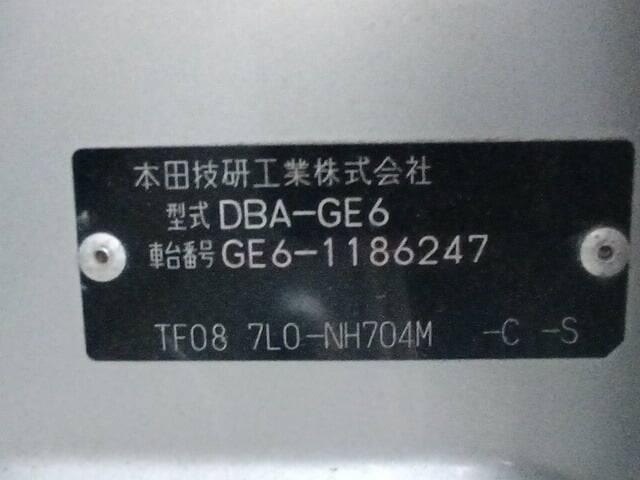 本田技研工業株式会社
型式 DBA-GE6
車台番号 GE6-1186247
TF08 7L0-NH704M -C -S